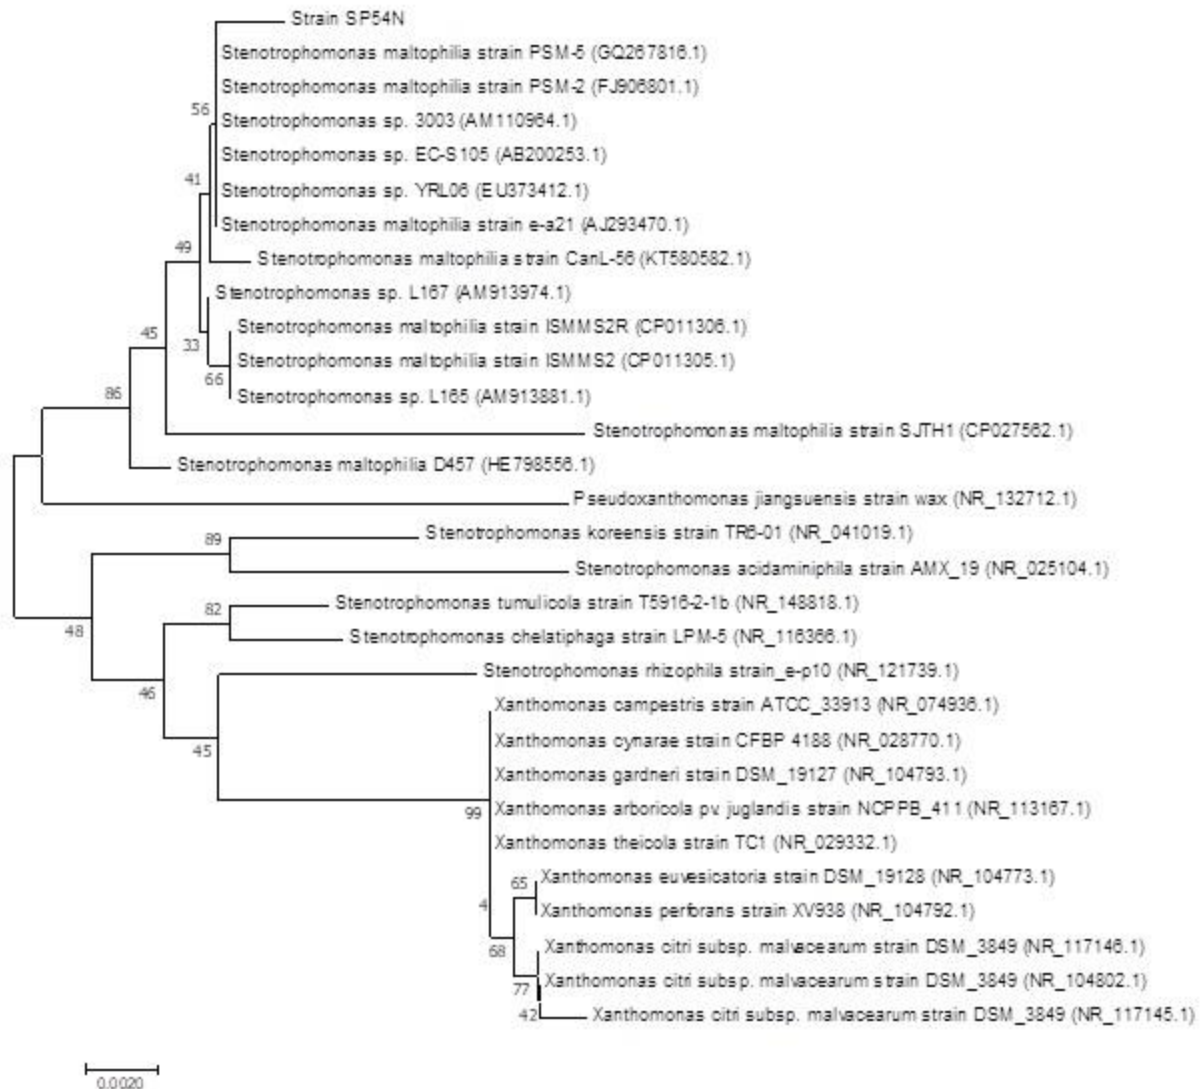 Strain SP54N
Stenotrophomonas maltophilia strain PSM-5 (GQ267816.1)
Stenotrophomonas maltophilia strain PSM-2 (FJ906801.1)
56
Stenotrophomonas sp. 3003 (AM110964.1)
Stenotrophomonas sp. EC-S105 (AB200253.1)
41
Stenotrophomonas sp. YRL06 (EU373412.1)
Stenotrophomonas maltophilia strain e-a21 (AJ293470.1)
49
Stenotrophomonas maltophilia strain CanL-56 (KT580582.1)
Stenotrophomonas sp. L167 (AM913974.1)
Stenotrophomonas maltophilia strain ISMMS2R (CP011306.1)
45
33
Stenotrophomonas maltophilia strain ISMMS2 (CP011305.1)
66
Stenotrophomonas sp. L165 (AM913881.1)
86
Stenotrophomonas maltophilia strain SJTH1 (CP027562.1)
Stenotrophomonas maltophilia D457 (HE798556.1)
Pseudoxanthomonas jiangsuensis strain wax (NR_132712.1)
Stenotrophomonas koreensis strain TR6-01 (NR_041019.1)
89
Stenotrophomonas acidaminiphila strain AMX_19 (NR_025104.1)
Stenotrophomonas tumulicola strain T5916-2-1b (NR_148818.1)
82
48
Stenotrophomonas chelatiphaga strain LPM-5 (NR_116366.1)
Stenotrophomonas rhizophila strain_e-p10 (NR_121739.1)
46
Xanthomonas campestris strain ATCC_33913 (NR_074936.1)
Xanthomonas cynarae strain CFBP 4188 (NR_028770.1)
45
Xanthomonas gardneri strain DSM_19127 (NR_104793.1)
Xanthomonas arboricola pv. juglandis strain NCPPB_411 (NR_113167.1)
99
Xanthomonas theicola strain TC1 (NR_029332.1)
Xanthomonas euvesicatoria strain DSM_19128 (NR_104773.1)
65
4
Xanthomonas perforans strain XV938 (NR_104792.1)
Xanthomonas citri subsp. malvacearum strain DSM_3849 (NR_117146.1)
68
Xanthomonas citri subsp. malvacearum strain DSM_3849 (NR_104802.1)
77
42
Xanthomonas citri subsp. malvacearum strain DSM_3849 (NR_117145.1)
0.0020